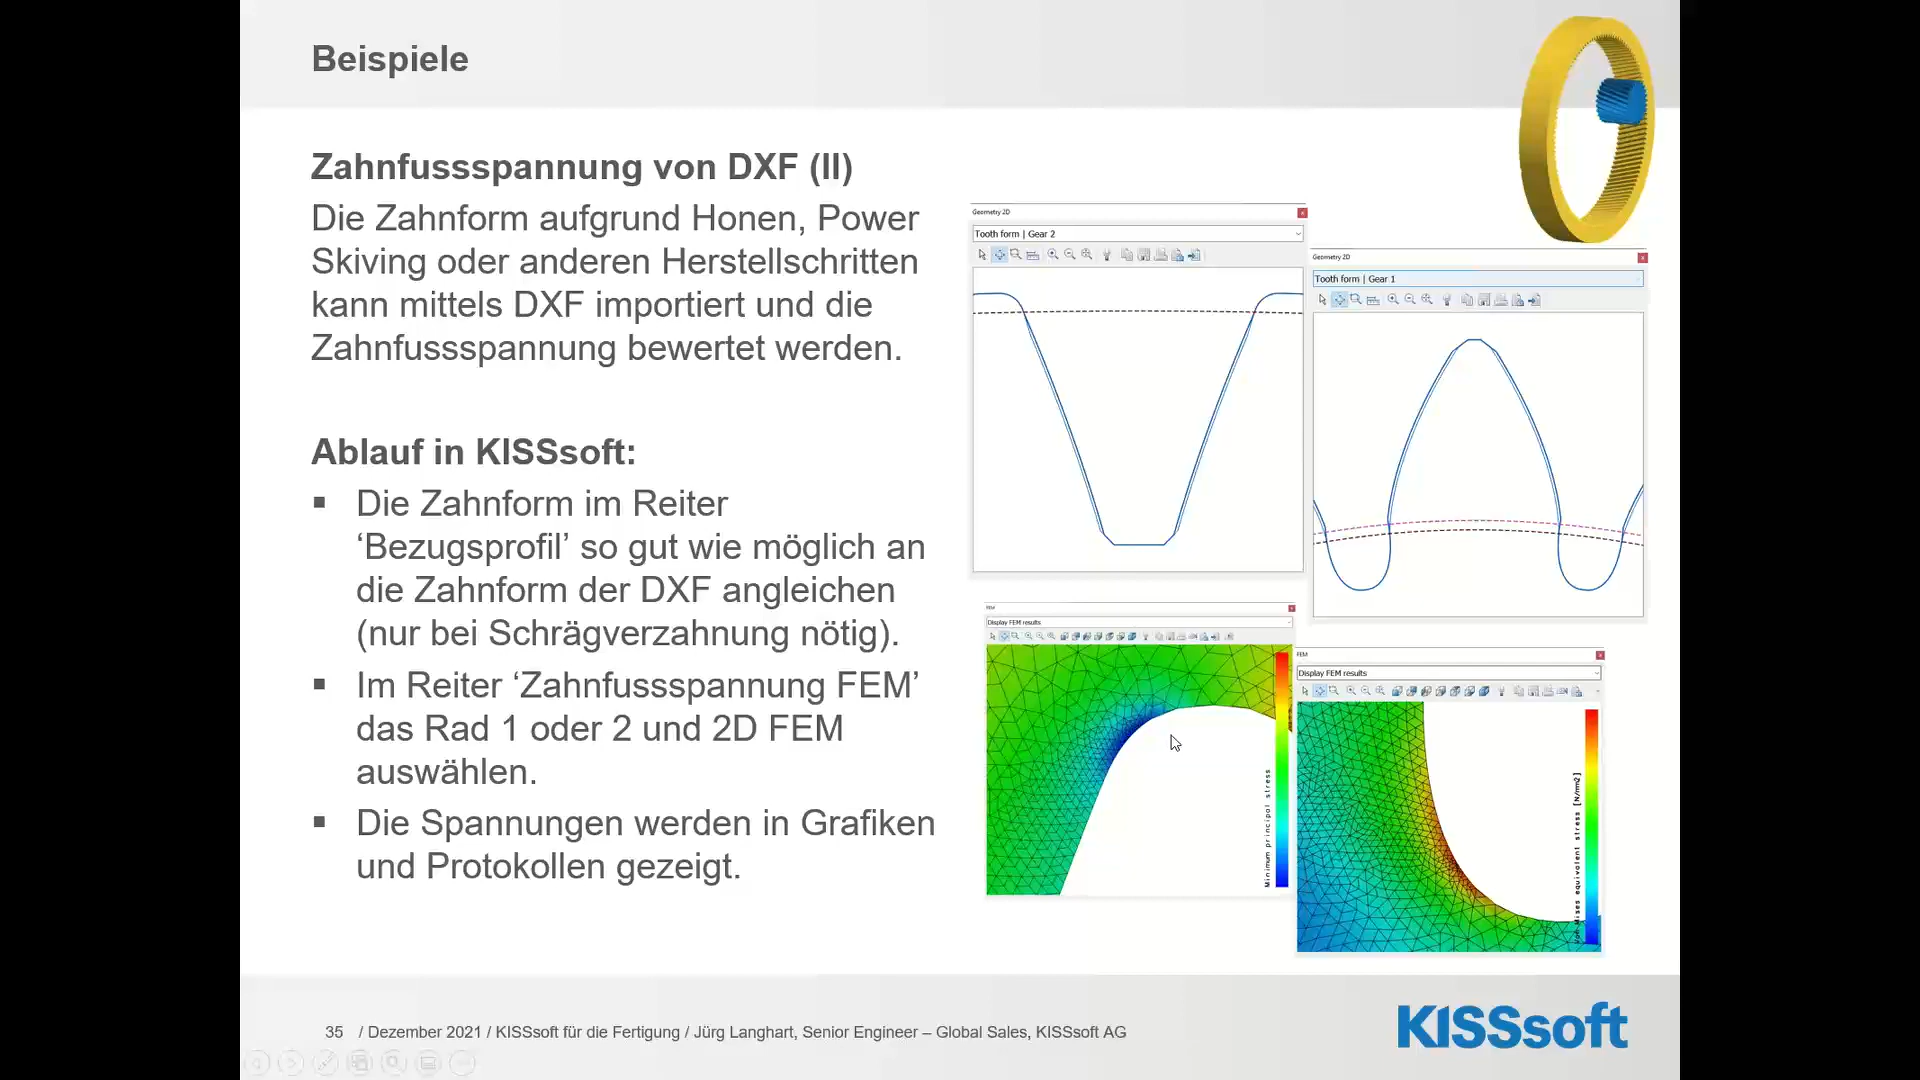 Beispiele
Zahnfussspannung von DXF (II)
Die Zahnform aufgrund Honen, Power
Skiving oder anderen Herstellschritten
kann mittels DXF importiert und die
Zahnfussspannung bewertet werden.
Ablauf in KISSsoft:
▪ Die Zahnform im Reiter
‘Bezugsprofil’ so gut wie möglich an
die Zahnform der DXF angleichen
(nur bei Schrägverzahnung nötig).
▪ Im Reiter ‘Zahnfussspannung FEM’
das Rad 1 oder 2 und 2D FEM
auswählen.
▪ Die Spannungen werden in Grafiken
und Protokollen gezeigt.
Geometry 2D
Tooth form | Gear 2
Geometry 2D
Tooth form | Gear 1
FEM
Display FEM results
Minimum principal stress
FEM
Display FEM results
von Mises equivalent stress [N/mm2]
35 / Dezember 2021 / KISSsoft für die Fertigung / Jürg Langhart, Senior Engineer – Global Sales, KISSsoft AG
KISSsoft